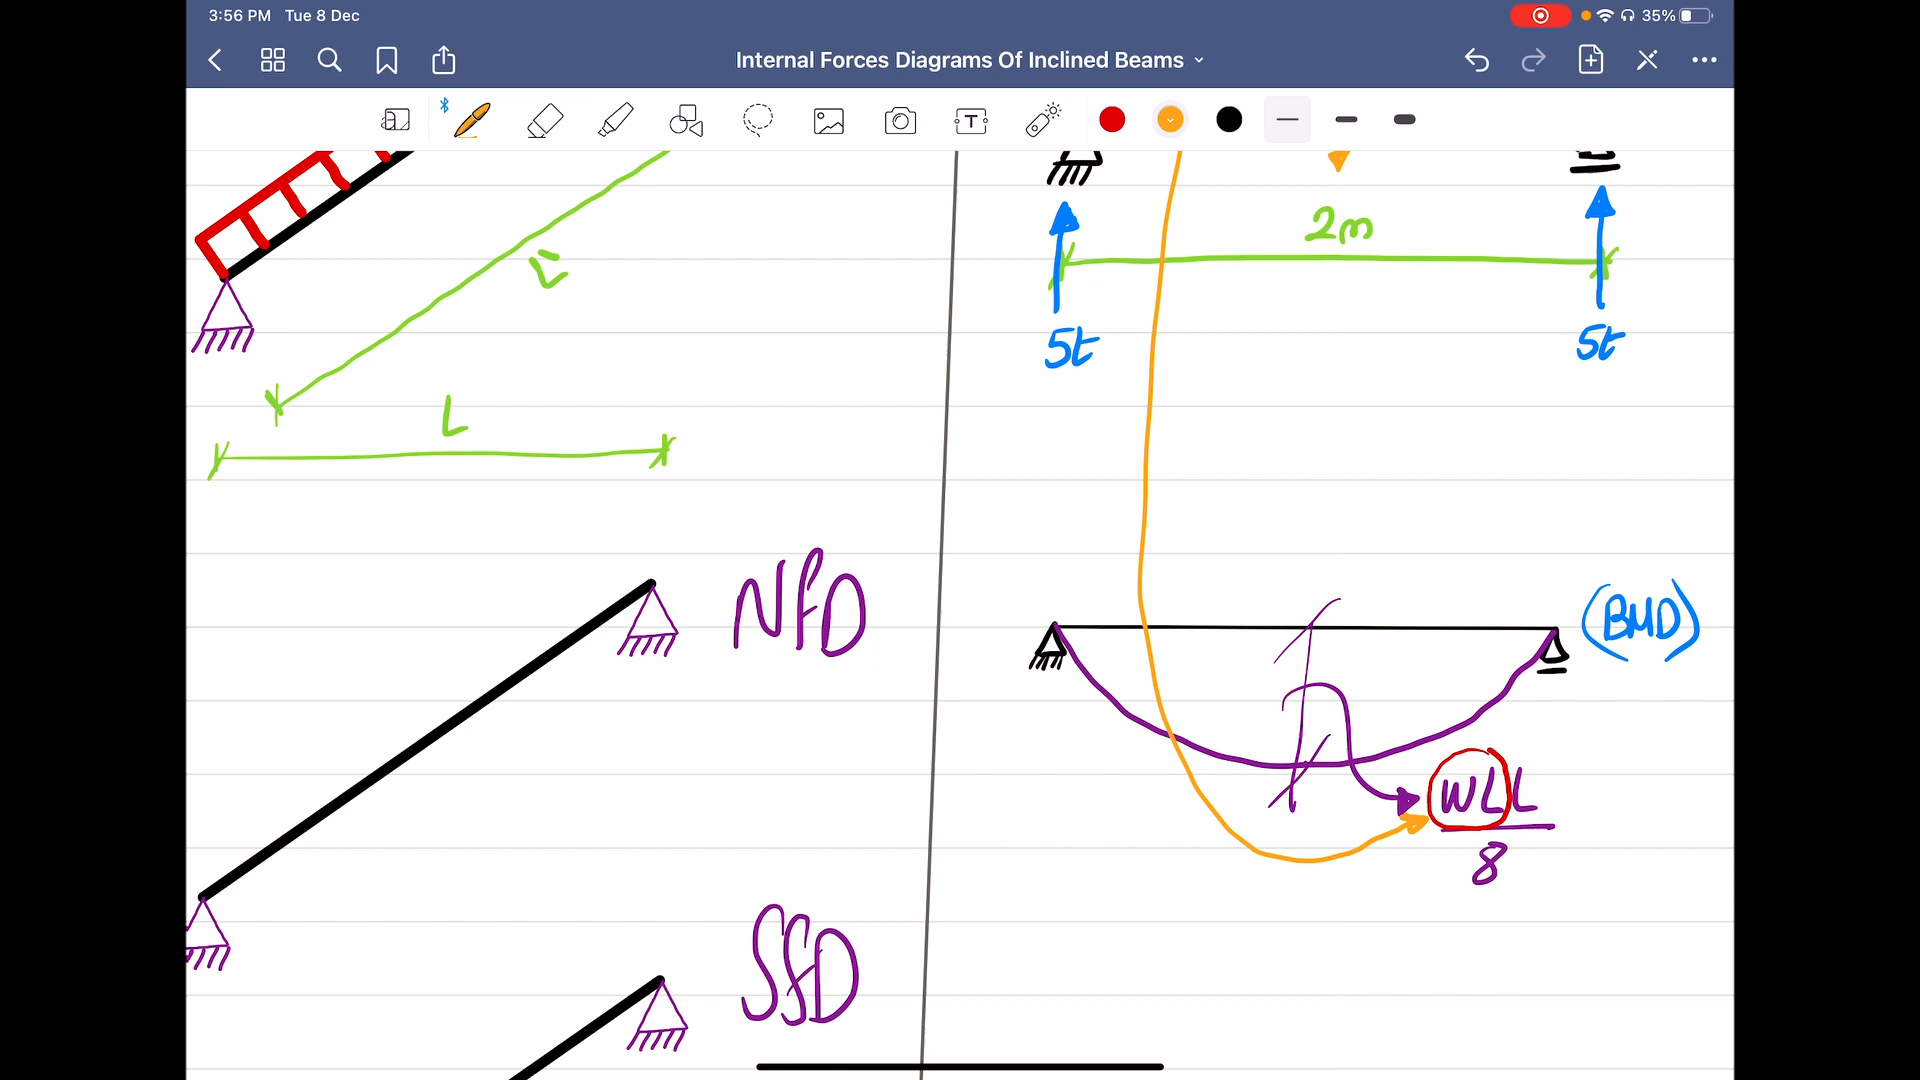 3:56 PM Tue 8 Dec
35%
Internal Forces Diagrams Of Inclined Beams
T
2m
L'
5t
5t
L
NFD
(BMD)
WLL
8
SFD